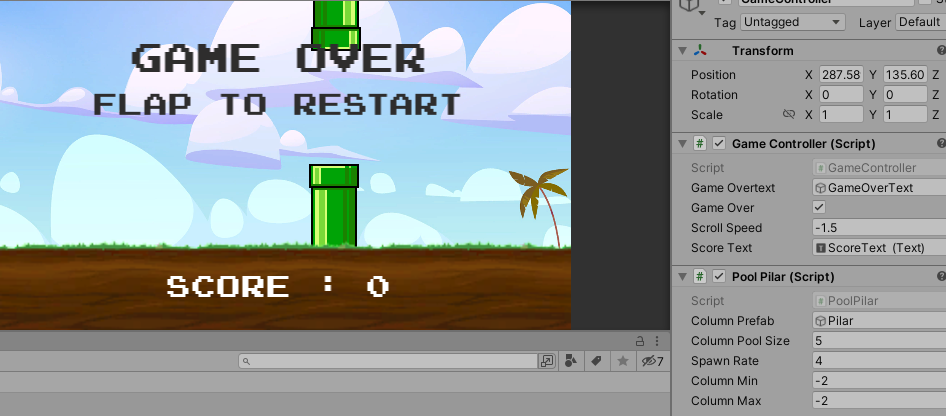 GAME OVER
FLAP TO RESTART
SCORE : 0
7
Tag Untagged Layer Default
Transform
Position X 287.58 Y 135.60 Z
Rotation X 0 Y 0 Z
Scale X 1 Y 1 Z
# Game Controller (Script)
Script # GameController
Game Overtext GameOverText
Game Over
Scroll Speed -1.5
Score Text ScoreText (Text)
# Pool Pilar (Script)
Script # PoolPilar
Column Prefab Pilar
Column Pool Size 5
Spawn Rate 4
Column Min -2
Column Max -2